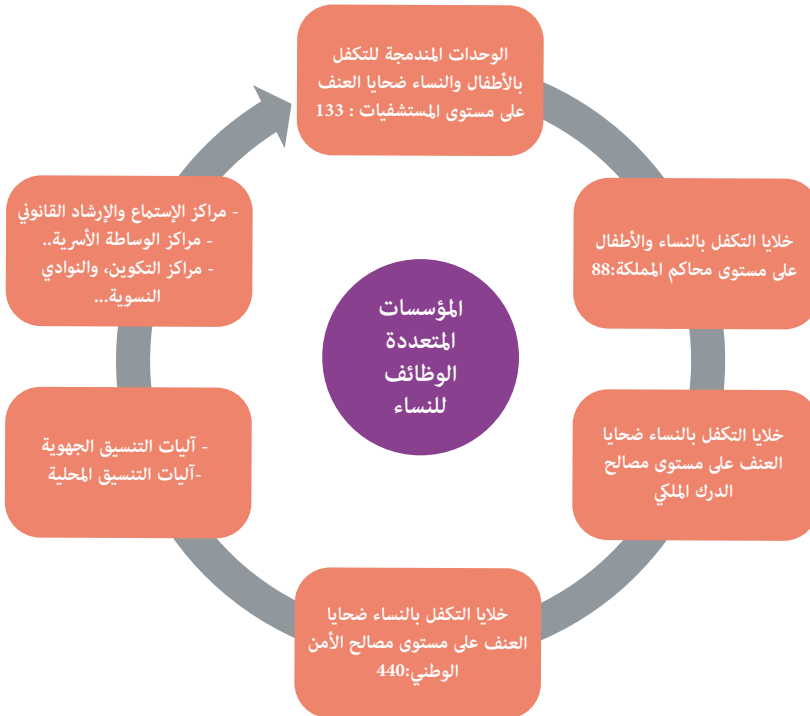 الوحدات المندمجة للتكفل
بالأطفال والنساء ضحايا العنف
على مستوى المستشفيات : 133
خلايا التكفل بالنساء والأطفال
على مستوى محاكم المملكة:88
خلايا التكفل بالنساء ضحايا
العنف على مستوى مصالح
الدرك الملكي
خلايا التكفل بالنساء ضحايا
العنف على مستوى مصالح الأمن
الوطني:440
- آليات التنسيق الجهوية
-آليات التنسيق المحلية
- مراكز الإستماع والإرشاد القانوني
- مراكز الوساطة الأسرية..
- مراكز التكوين، والنوادي
النسوية...
المؤسسات
المتعددة
الوظائف
للنساء